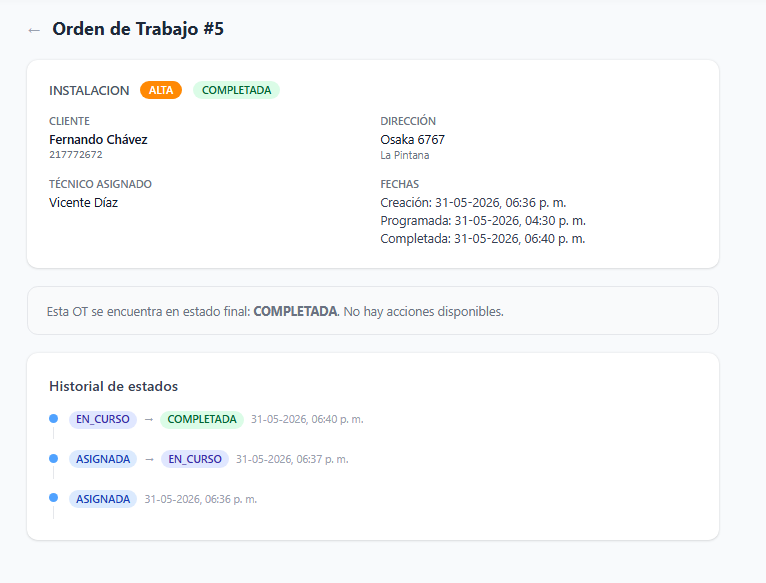 ← Orden de Trabajo #5
INSTALACION ALTA COMPLETADA
CLIENTE
Fernando Chávez
217772672
DIRECCIÓN
Osaka 6767
La Pintana
TÉCNICO ASIGNADO
Vicente Díaz
FECHAS
Creación: 31-05-2026, 06:36 p. m.
Programada: 31-05-2026, 04:30 p. m.
Completada: 31-05-2026, 06:40 p. m.
Esta OT se encuentra en estado final: COMPLETADA. No hay acciones disponibles.
Historial de estados
EN_CURSO → COMPLETADA 31-05-2026, 06:40 p. m.
ASIGNADA → EN_CURSO 31-05-2026, 06:37 p. m.
ASIGNADA 31-05-2026, 06:36 p. m.